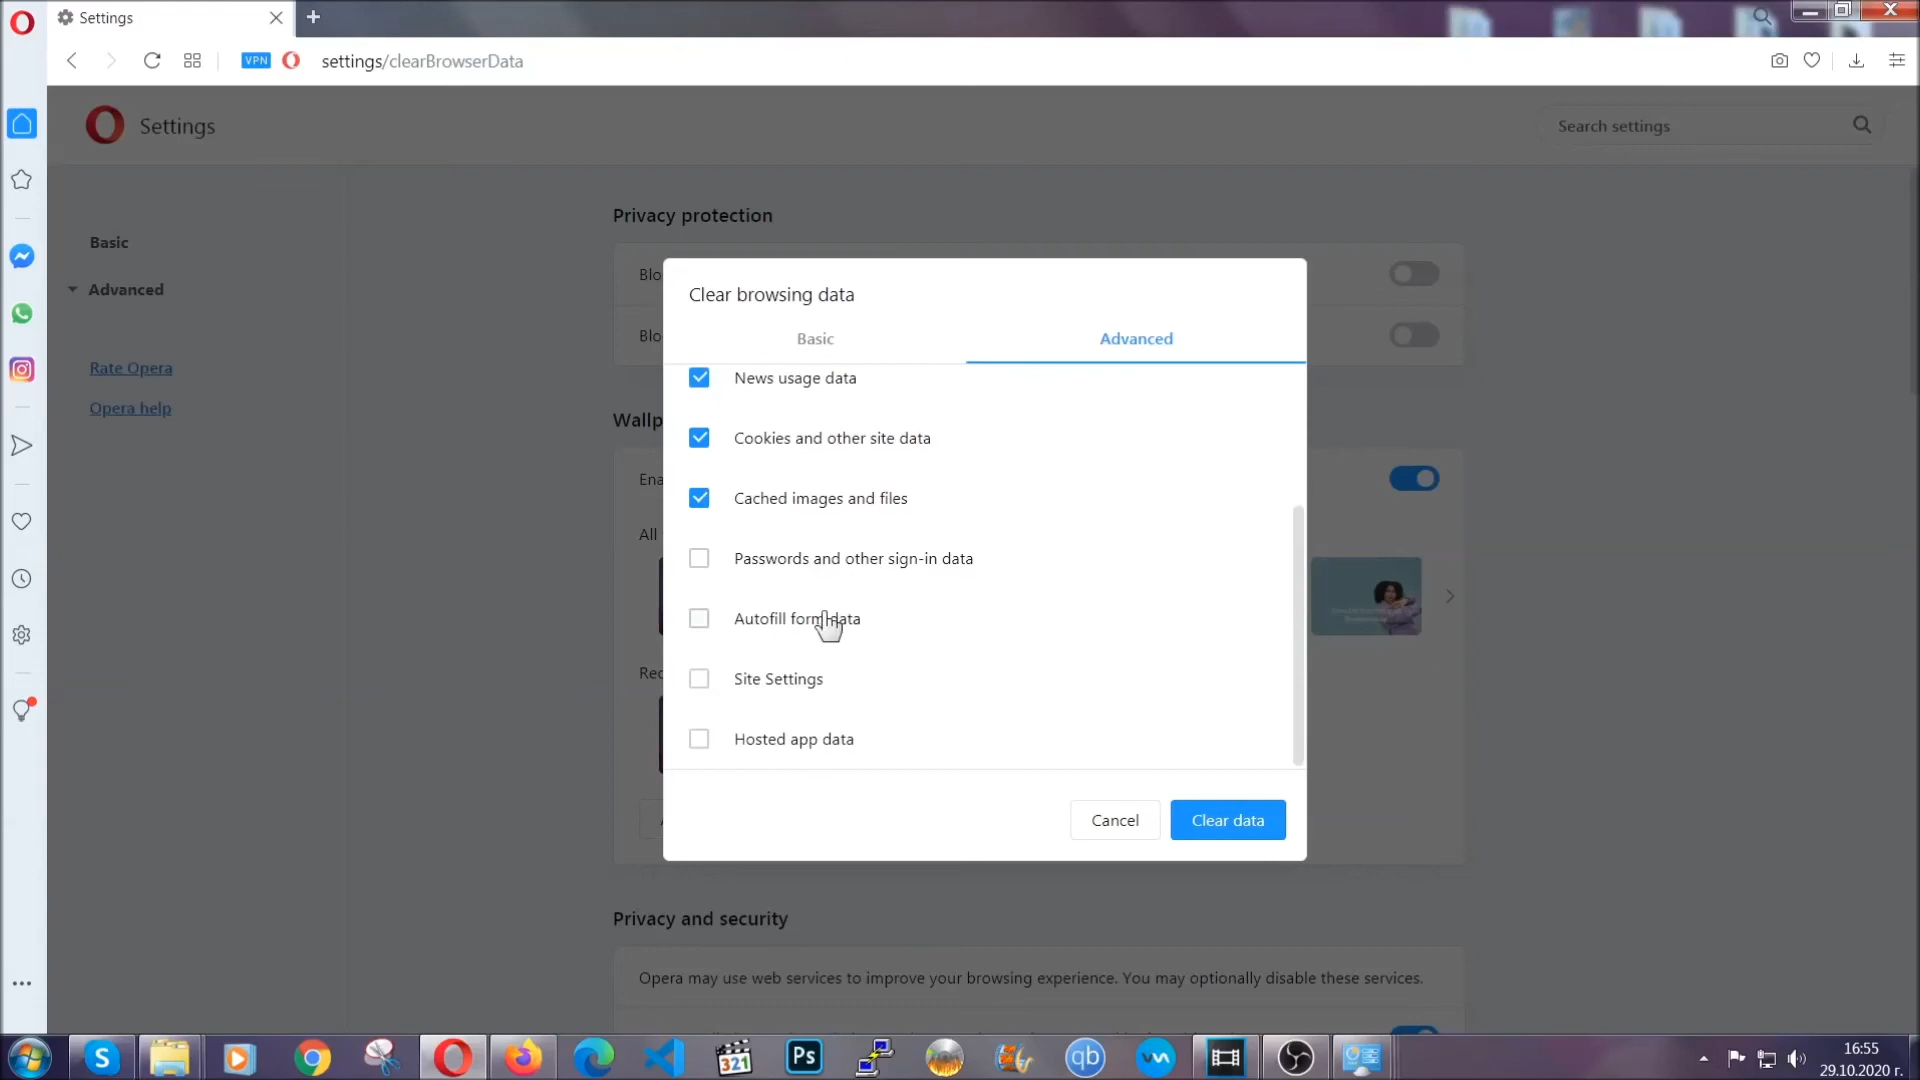 Settings
VPN
settings/clearBrowserData
Settings
Search settings
Basic
Advanced
Rate Opera
Opera help
Privacy protection
Blo
Blo
Wallp
Ena
All
Rec
Clear browsing data
Basic
Advanced
News usage data
Cookies and other site data
Cached images and files
Passwords and other sign-in data
Autofill form data
Site Settings
Hosted app data
Cancel
Clear data
Privacy and security
Opera may use web services to improve your browsing experience. You may optionally disable these services.
S
321
Ps
qb
16:55
29.10.2020 г.